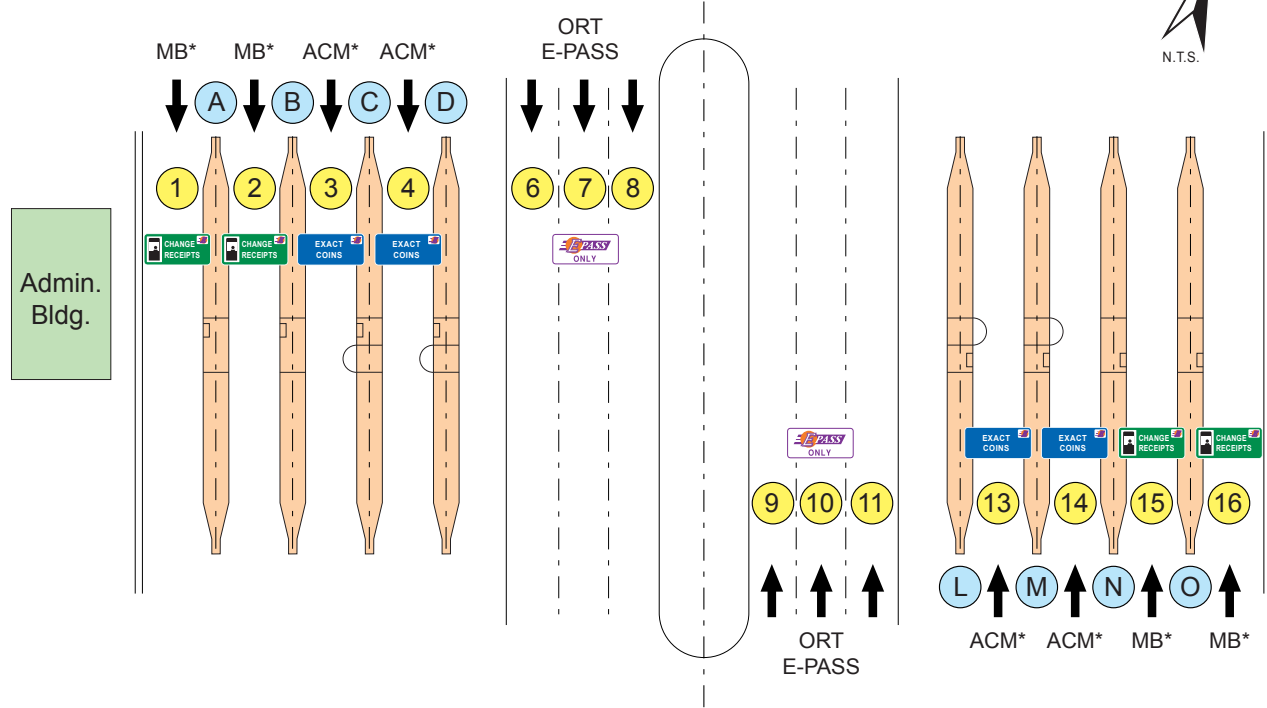 ORT
E-PASS
MB*
MB*
ACM*
ACM*
N.T.S.
A
B
C
D
1
2
3
4
6
7
8
CHANGE
RECEIPTS
CHANGE
RECEIPTS
EXACT
COINS
EXACT
COINS
E-PASS
ONLY
Admin.
Bldg.
E-PASS
ONLY
EXACT
COINS
EXACT
COINS
CHANGE
RECEIPTS
CHANGE
RECEIPTS
9
10
11
13
14
15
16
L
M
N
O
ORT
E-PASS
ACM*
ACM*
MB*
MB*